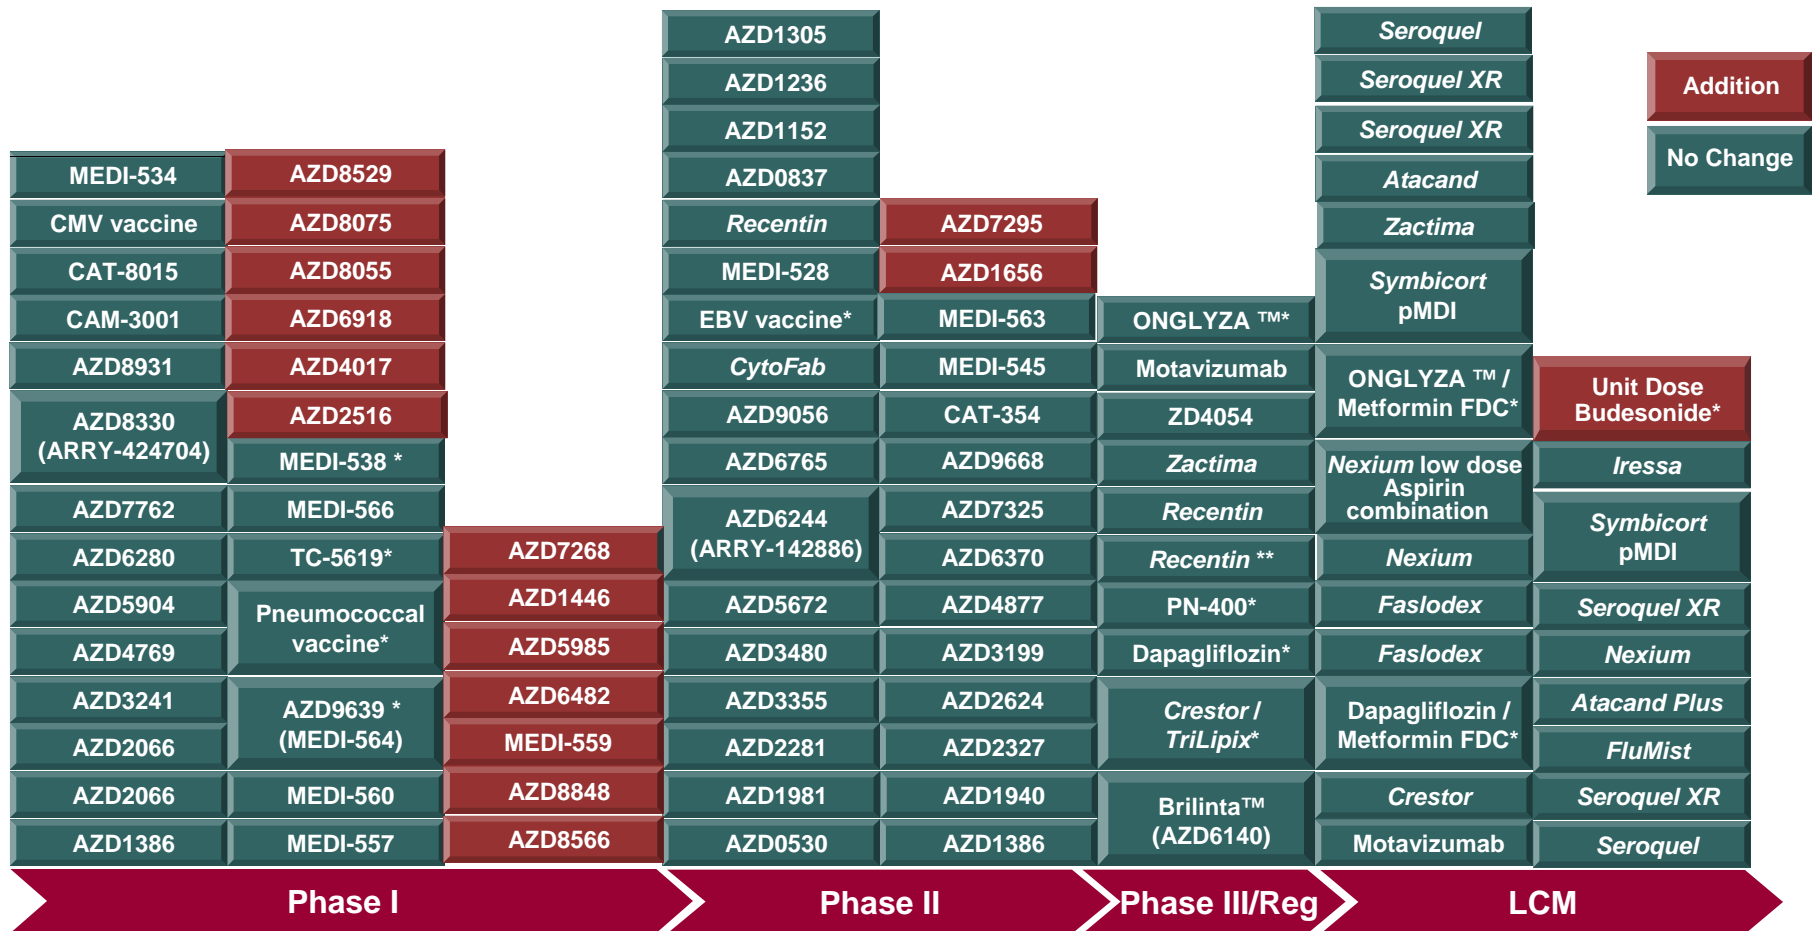 MEDI-534
CMV vaccine
CAT-8015
CAM-3001
AZD8931
AZD8330
(ARRY-424704)
AZD7762
AZD6280
AZD5904
AZD4769
AZD3241
AZD2066
AZD2066
AZD1386
AZD8529
AZD8075
AZD8055
AZD6918
AZD4017
AZD2516
MEDI-538 *
MEDI-566
TC-5619*
Pneumococcal
vaccine*
AZD9639 *
(MEDI-564)
MEDI-560
MEDI-557
AZD7268
AZD1446
AZD5985
AZD6482
MEDI-559
AZD8848
AZD8566
AZD1305
AZD1236
AZD1152
AZD0837
Recentin
MEDI-528
EBV vaccine*
CytoFab
AZD9056
AZD6765
AZD6244
(ARRY-142886)
AZD5672
AZD3480
AZD3355
AZD2281
AZD1981
AZD0530
AZD7295
AZD1656
MEDI-563
MEDI-545
CAT-354
AZD9668
AZD7325
AZD6370
AZD4877
AZD3199
AZD2624
AZD2327
AZD1940
AZD1386
ONGLYZA ™*
Motavizumab
ZD4054
Zactima
Recentin
Recentin **
PN-400*
Dapagliflozin*
Crestor /
TriLipix*
Brilinta™
(AZD6140)
Seroquel
Seroquel XR
Seroquel XR
Atacand
Zactima
Symbicort
pMDI
ONGLYZA ™ /
Metformin FDC*
Nexium low dose
Aspirin
combination
Nexium
Faslodex
Faslodex
Dapagliflozin /
Metformin FDC*
Crestor
Motavizumab
Unit Dose
Budesonide*
Iressa
Symbicort
pMDI
Seroquel XR
Nexium
Atacand Plus
FluMist
Seroquel XR
Seroquel
Addition
No Change
Phase I
Phase II
Phase III/Reg
LCM